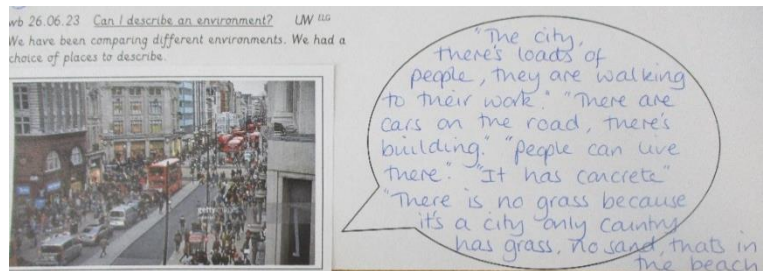 wb 26.06.23 Can I describe an environment? UW
We have been comparing different environments. We had a
choice of places to describe.
"The city,
there's loads of
people, they are walking
to their work." "There are
cars on the road, there's
building." "people can live
there." "It has concrete"
"There is no grass because
it's a city only country
has grass, no sand, thats in
the beach